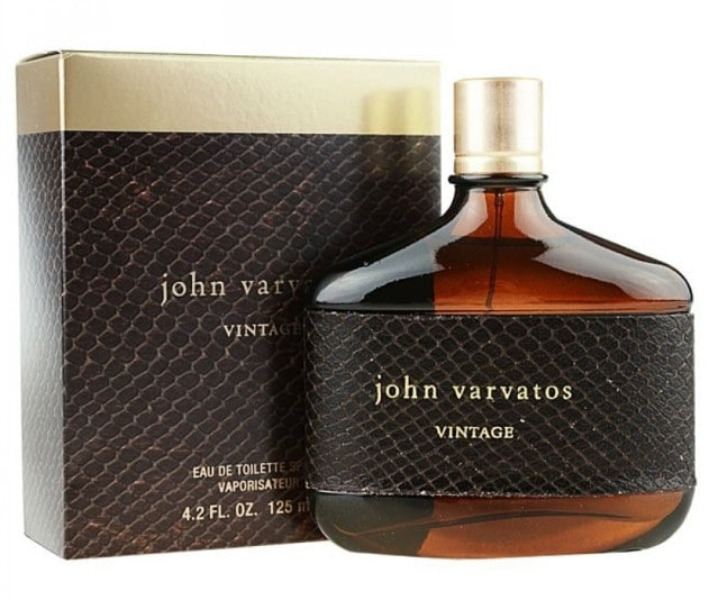 john
VINTAGE
EAU DE TOILETTE
VAPORISATEUR
4.2 FL. OZ. 125
john varvatos
VINTAGE